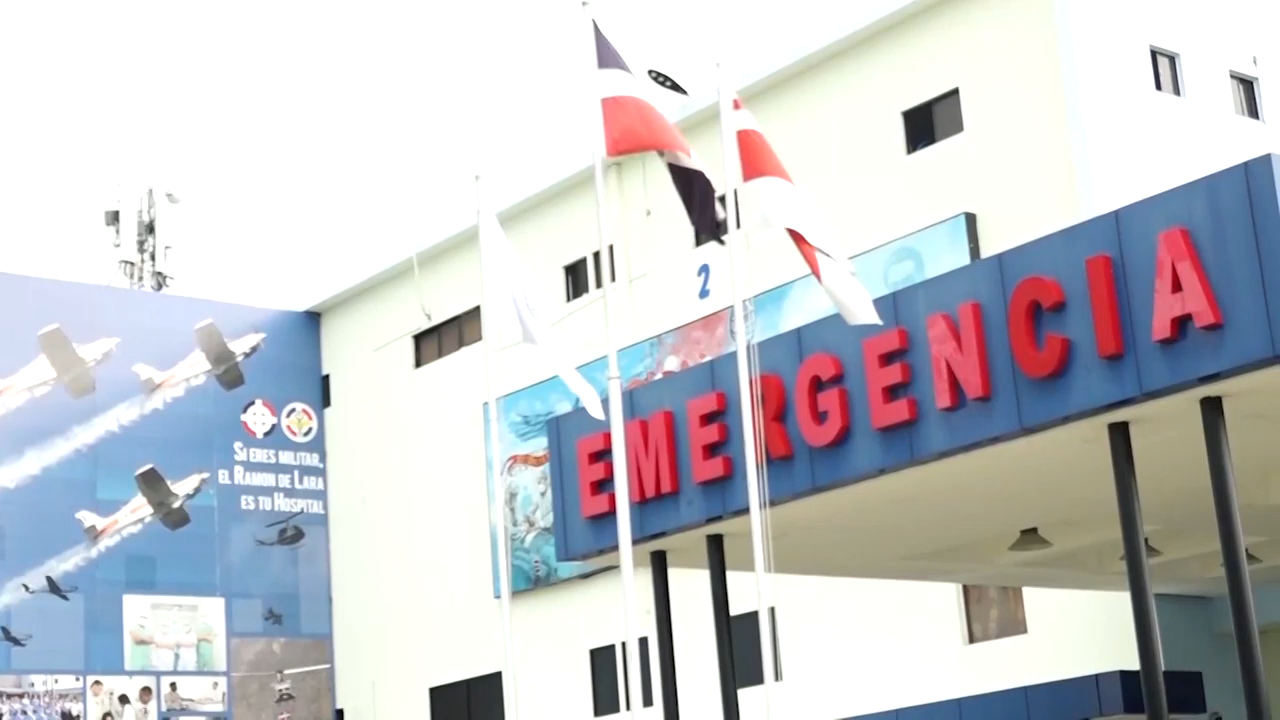 2
EMERGENCIA
SI ERES MILITAR,
EL RAMON DE LARA
ES TU HOSPITAL